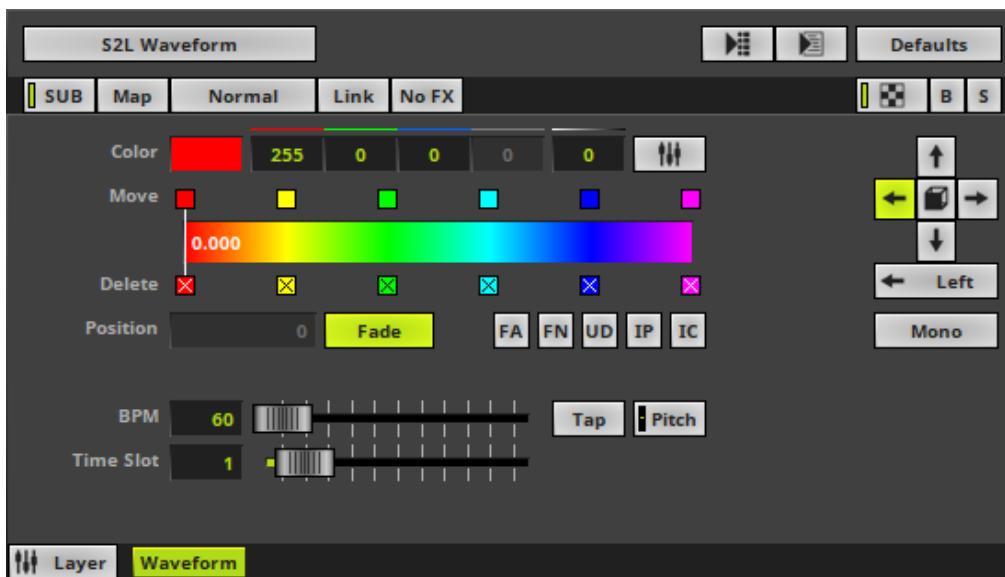 S2L Waveform Defaults
SUB Map Normal Link No FX B S
Color 255 0 0 0 0
Move
0.000
Delete
Left
Position 0 Fade FA FN UD IP IC Mono
BPM 60 Tap Pitch
Time Slot 1
Layer Waveform